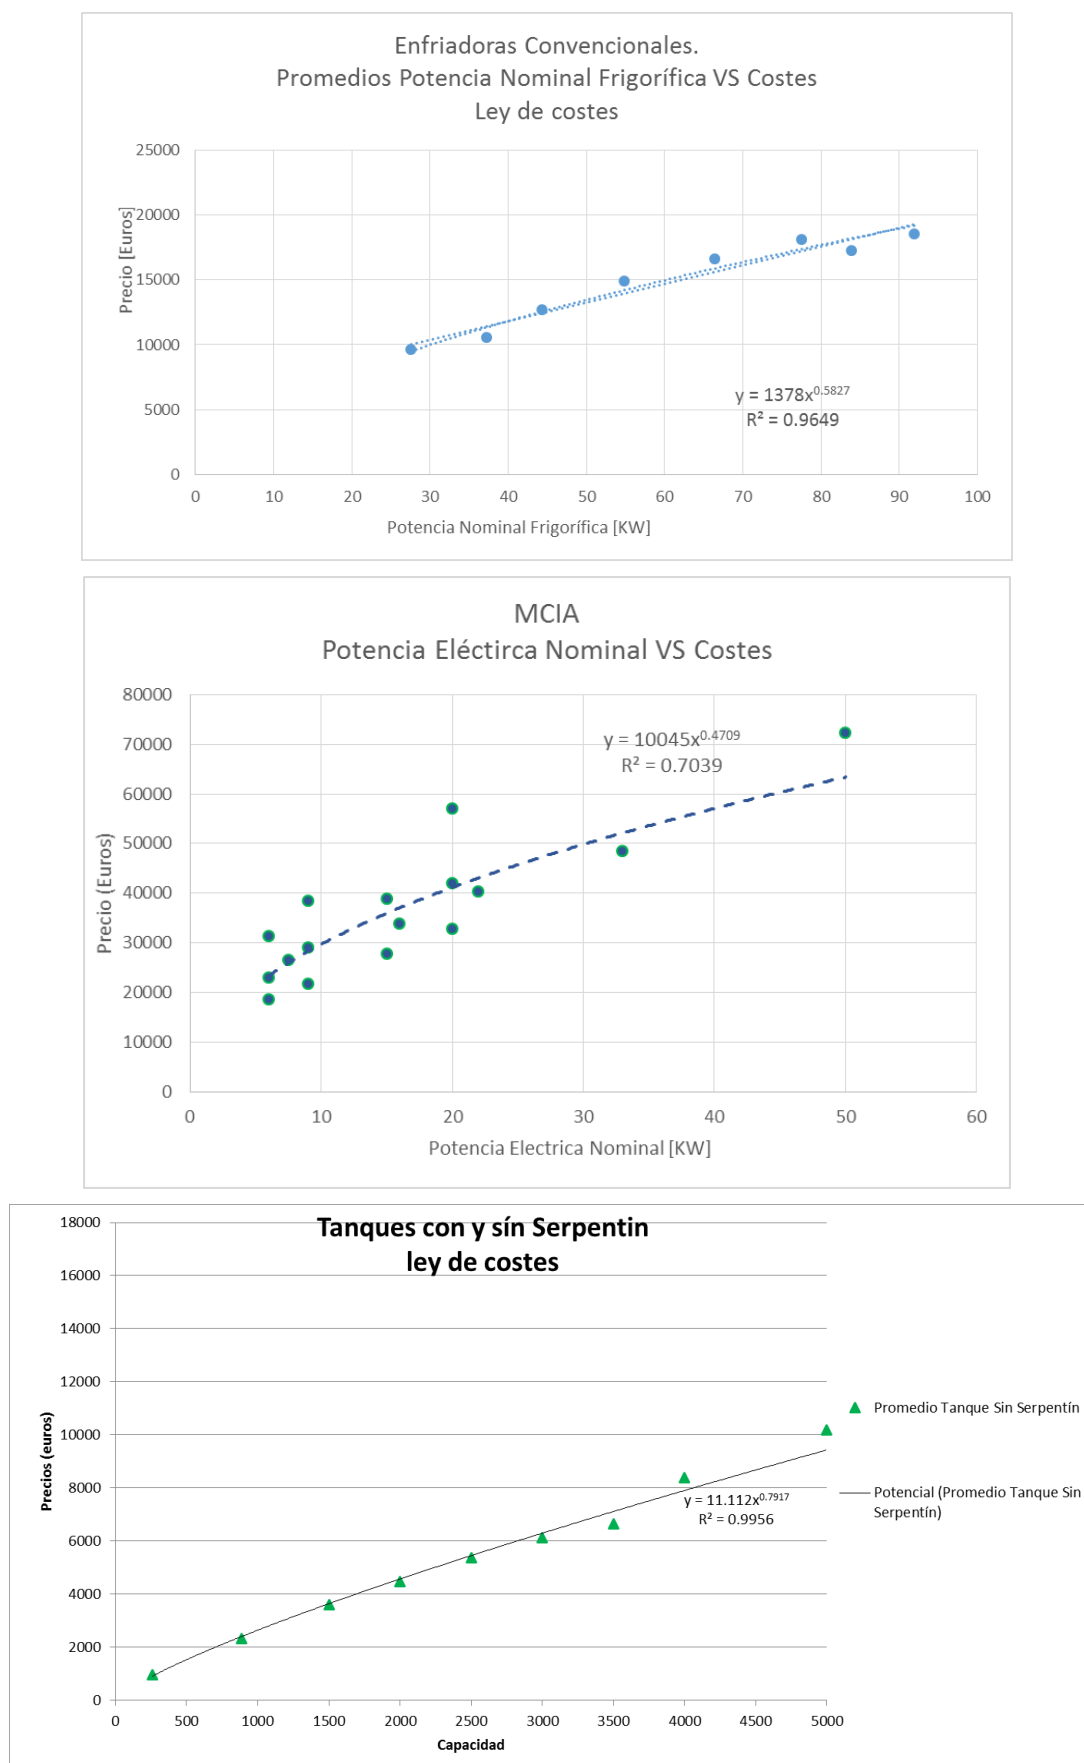 Enfriadoras Convencionales.
Promedios Potencia Nominal Frigorífica VS Costes
Ley de costes
25000
20000
15000
10000
5000
0
Precio [Euros]
y = 1378x^0.5827
R² = 0.9649
0 10 20 30 40 50 60 70 80 90 100
Potencia Nominal Frigorífica [KW]
MCIA
Potencia Eléctirca Nominal VS Costes
80000
70000
60000
50000
40000
30000
20000
10000
0
Precio (Euros)
y = 10045x^0.4709
R² = 0.7039
0 10 20 30 40 50 60
Potencia Electrica Nominal [KW]
Tanques con y sín Serpentin
ley de costes
18000
16000
14000
12000
10000
8000
6000
4000
2000
0
Precios (euros)
y = 11.112x^0.7917
R² = 0.9956
0 500 1000 1500 2000 2500 3000 3500 4000 4500 5000
Capacidad
Promedio Tanque Sin Serpentín
Potencial (Promedio Tanque Sin
Serpentín)